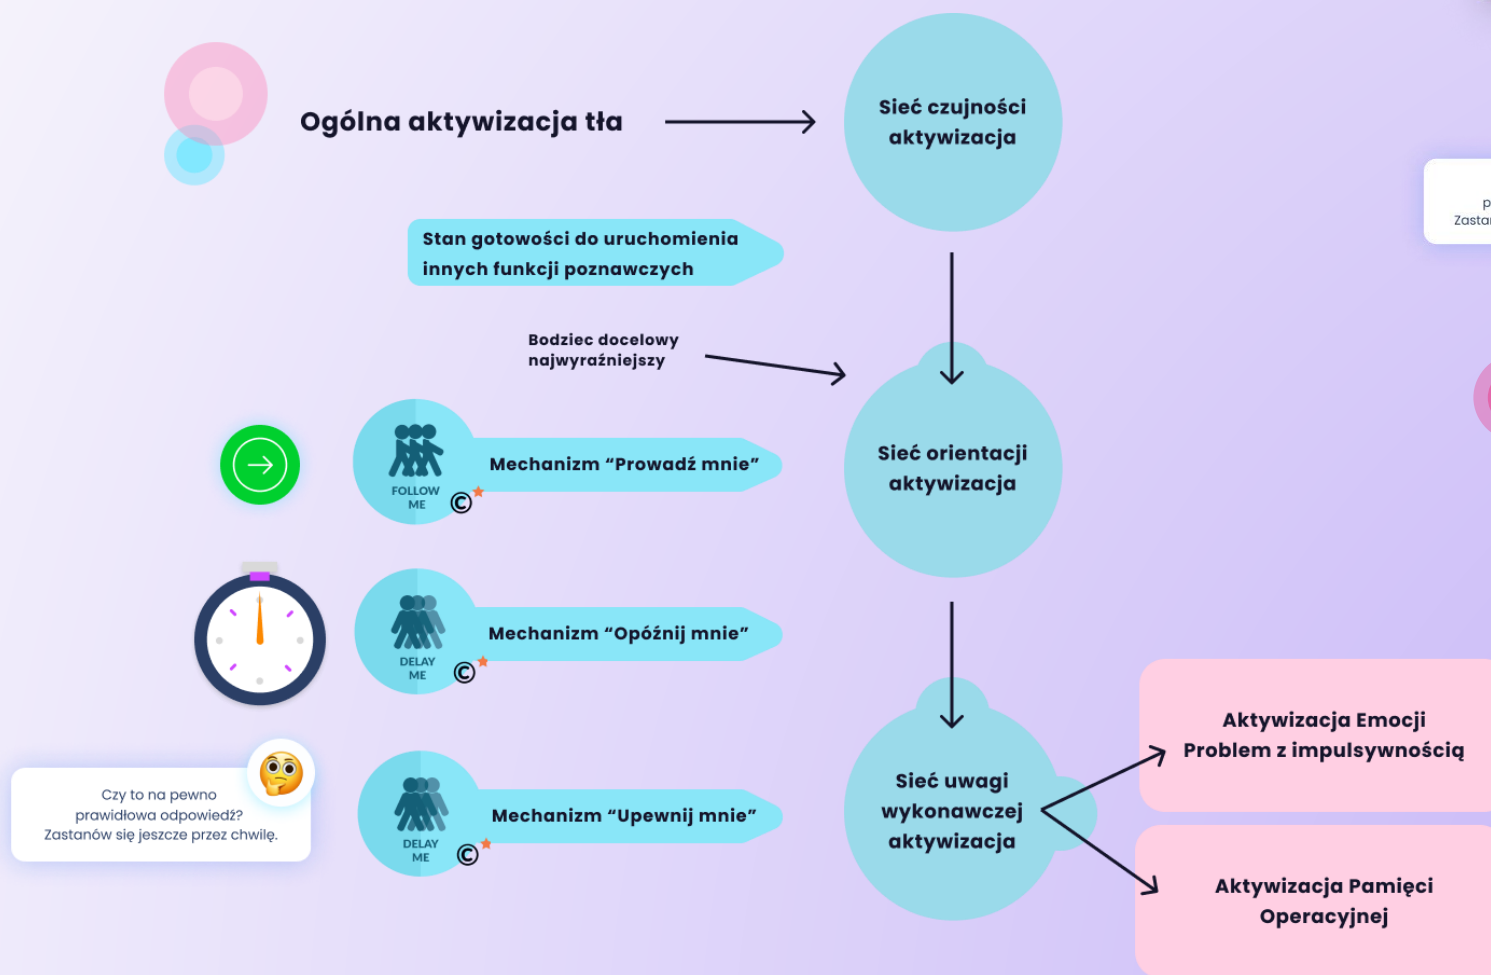 Ogólna aktywizacja tła
Sieć czujności
aktywizacja
Stan gotowości do uruchomienia
innych funkcji poznawczych
Bodziec docelowy
najwyraźniejszy
Sieć orientacji
aktywizacja
FOLLOW
ME
©
Mechanizm “Prowadź mnie”
DELAY
ME
©
Mechanizm “Opóźnij mnie”
Czy to na pewno
prawidłowa odpowiedź?
Zastanów się jeszcze przez chwilę.
DELAY
ME
©
Mechanizm “Upewnij mnie”
Sieć uwagi
wykonawczej
aktywizacja
Aktywizacja Emocji
Problem z impulsywnością
Aktywizacja Pamięci
Operacyjnej